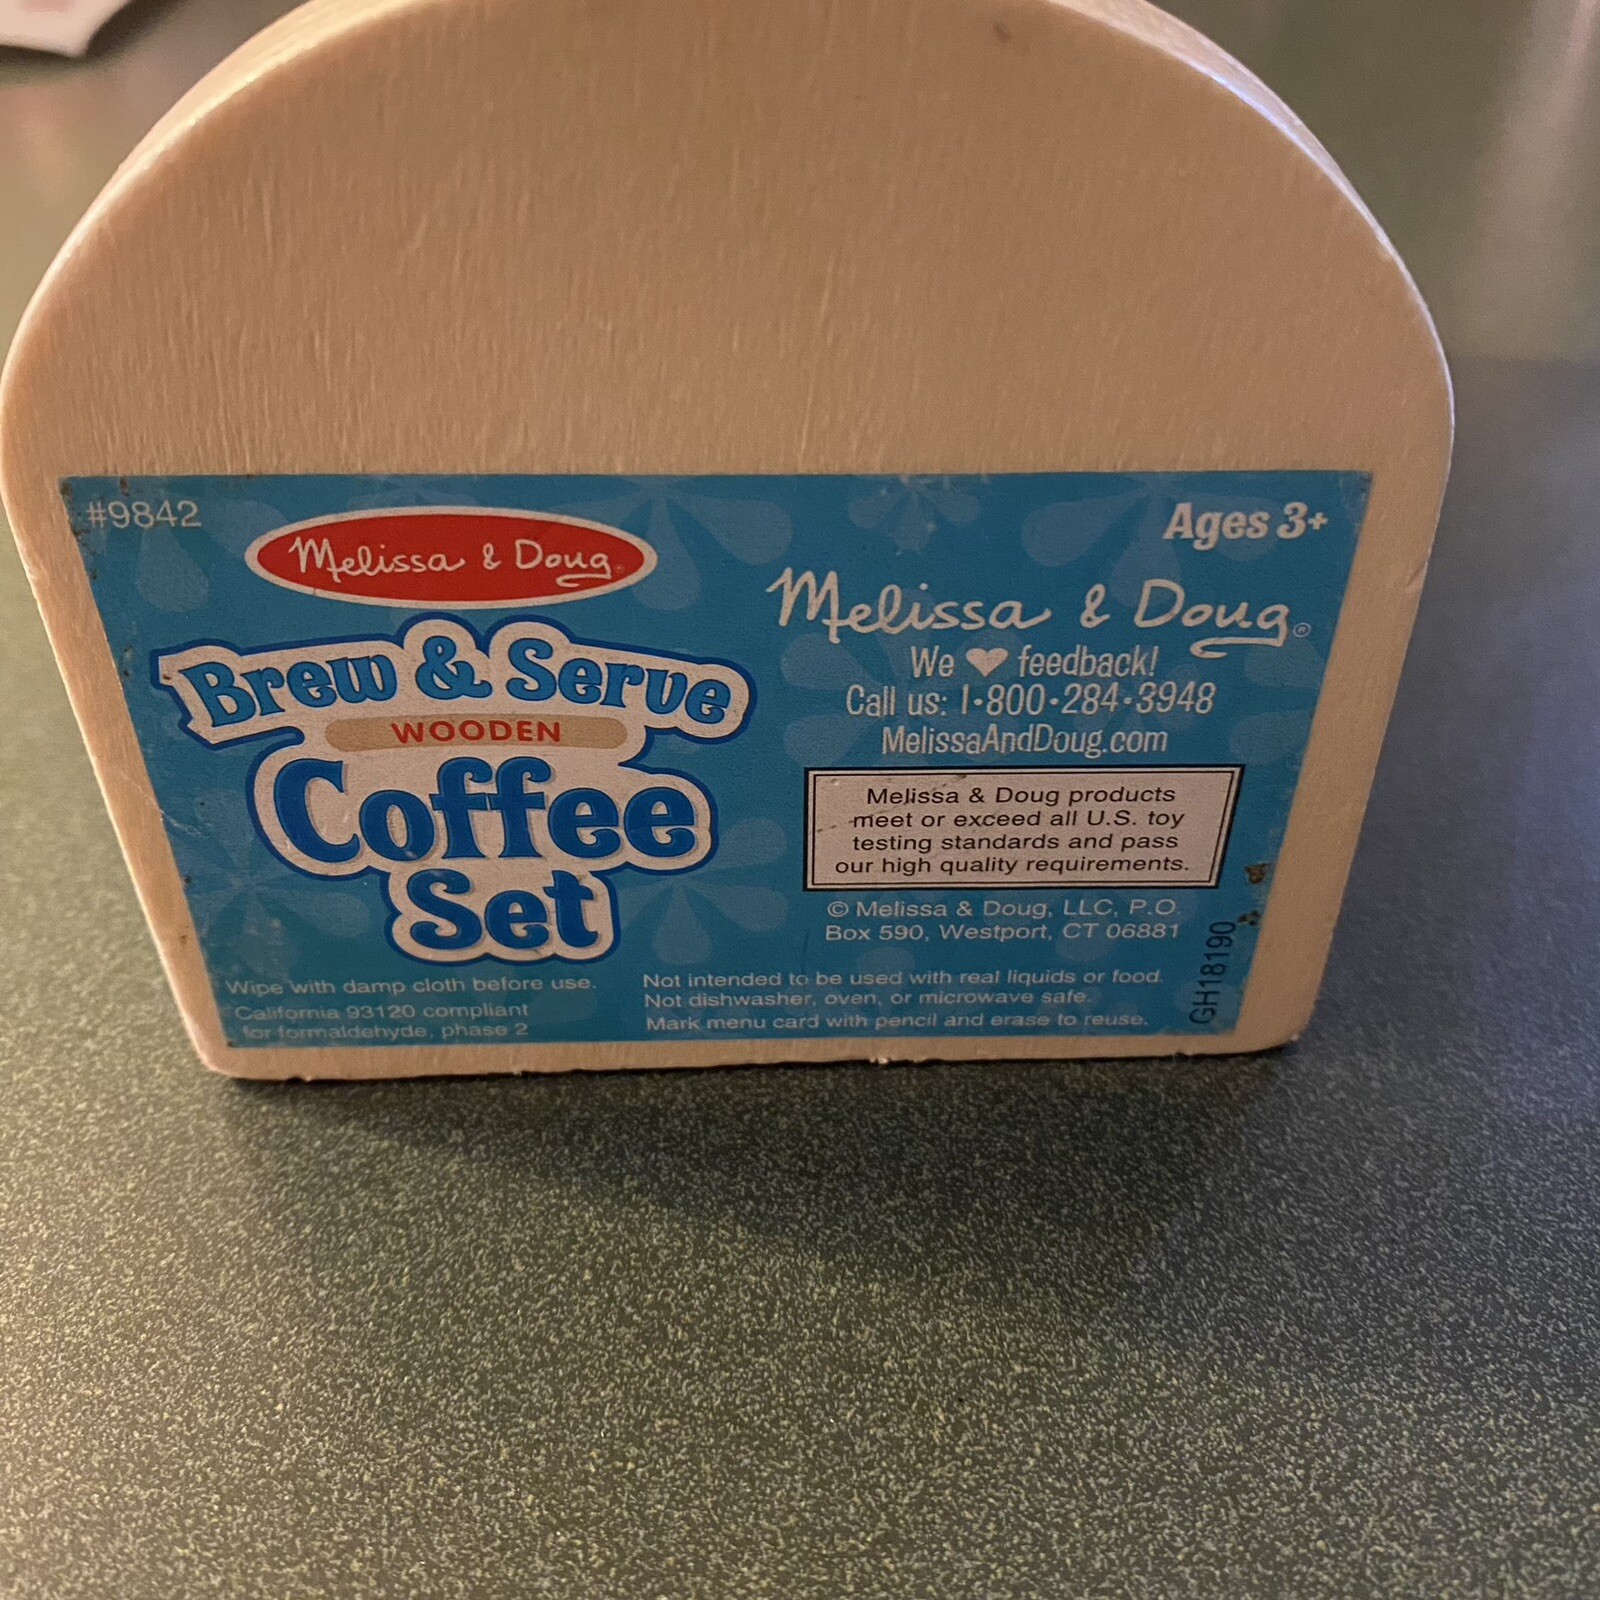 #9842
Melissa & Doug®
Brew & Serve
WOODEN
Coffee
Set
Wipe with damp cloth before use.
California 93120 compliant
for formaldehyde, phase 2
Ages 3+
Melissa & Doug®
We ♥ feedback!
Call us: 1•800•284•3948
MelissaAndDoug.com
Melissa & Doug products
meet or exceed all U.S. toy
testing standards and pass
our high quality requirements.
© Melissa & Doug, LLC, P.O.
Box 590, Westport, CT 06881
Not intended to be used with real liquids or food.
Not dishwasher, oven, or microwave safe.
Mark menu card with pencil and erase to reuse.
GH18190